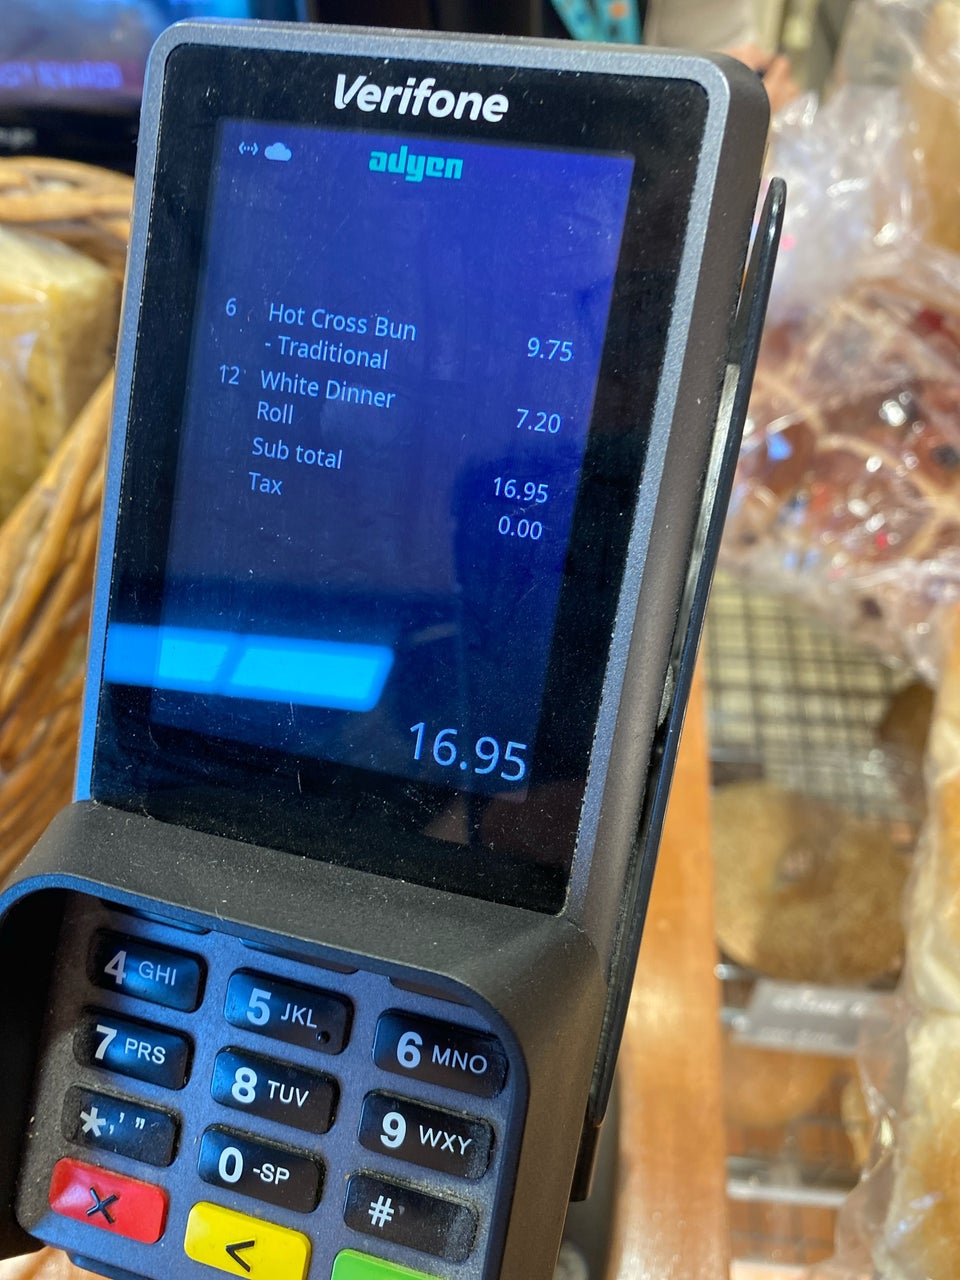 Verifone
adyen
6 Hot Cross Bun
- Traditional 9.75
12 White Dinner
Roll 7.20
Sub total 16.95
Tax 0.00
16.95
4 GHI
5 JKL
6 MNO
7 PRS
8 TUV
9 WXY
*,'"
0 -SP
#
X
<